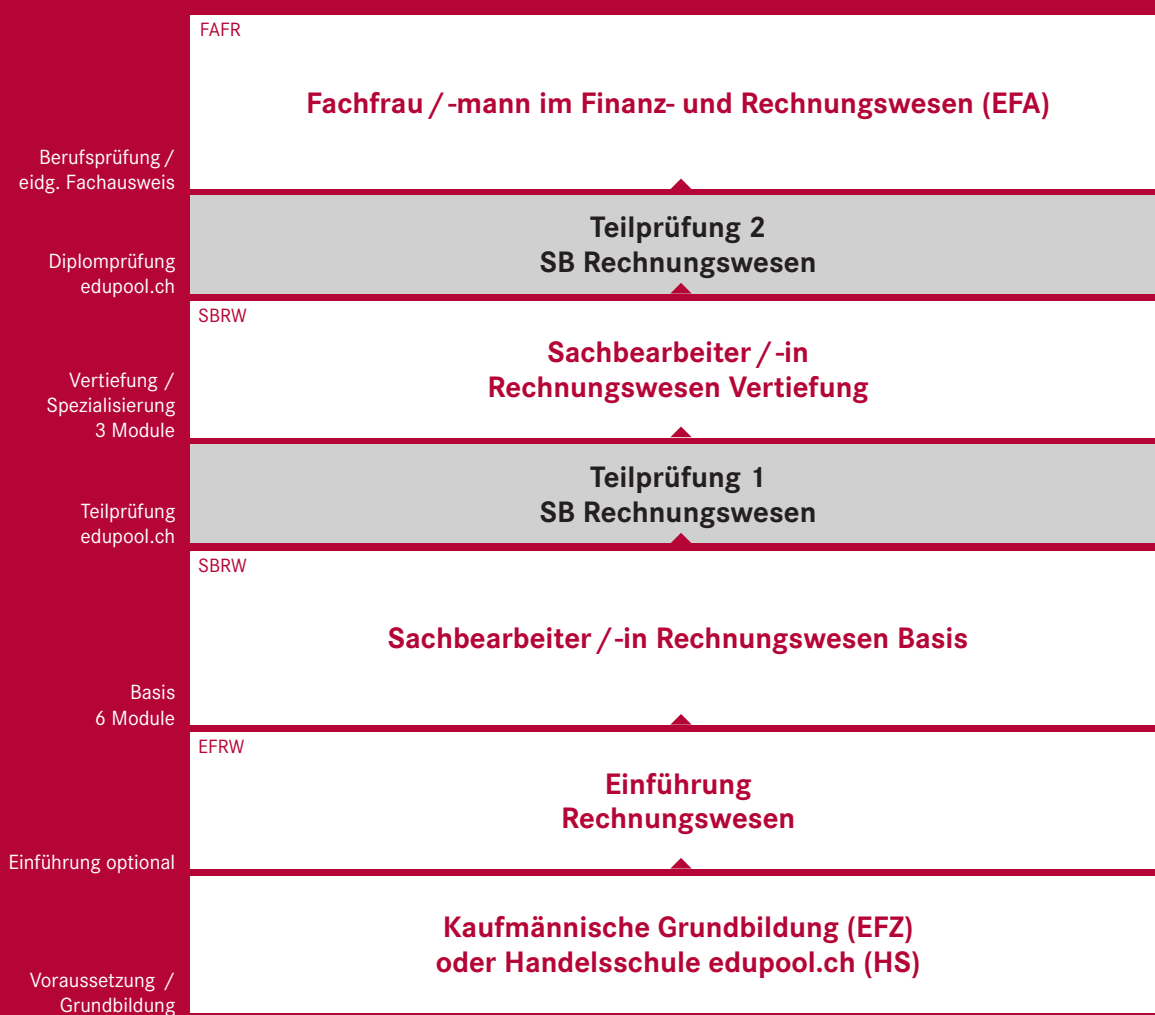 FAFR
Fachfrau / -mann im Finanz- und Rechnungswesen (EFA)
Berufsprüfung /
eidg. Fachausweis
Teilprüfung 2
SB Rechnungswesen
Diplomprüfung
edupool.ch
SBRW
Sachbearbeiter / -in
Rechnungswesen Vertiefung
Vertiefung /
Spezialisierung
3 Module
Teilprüfung 1
SB Rechnungswesen
Teilprüfung
edupool.ch
SBRW
Sachbearbeiter / -in Rechnungswesen Basis
Basis
6 Module
EFRW
Einführung
Rechnungswesen
Einführung optional
Kaufmännische Grundbildung (EFZ)
oder Handelsschule edupool.ch (HS)
Voraussetzung /
Grundbildung